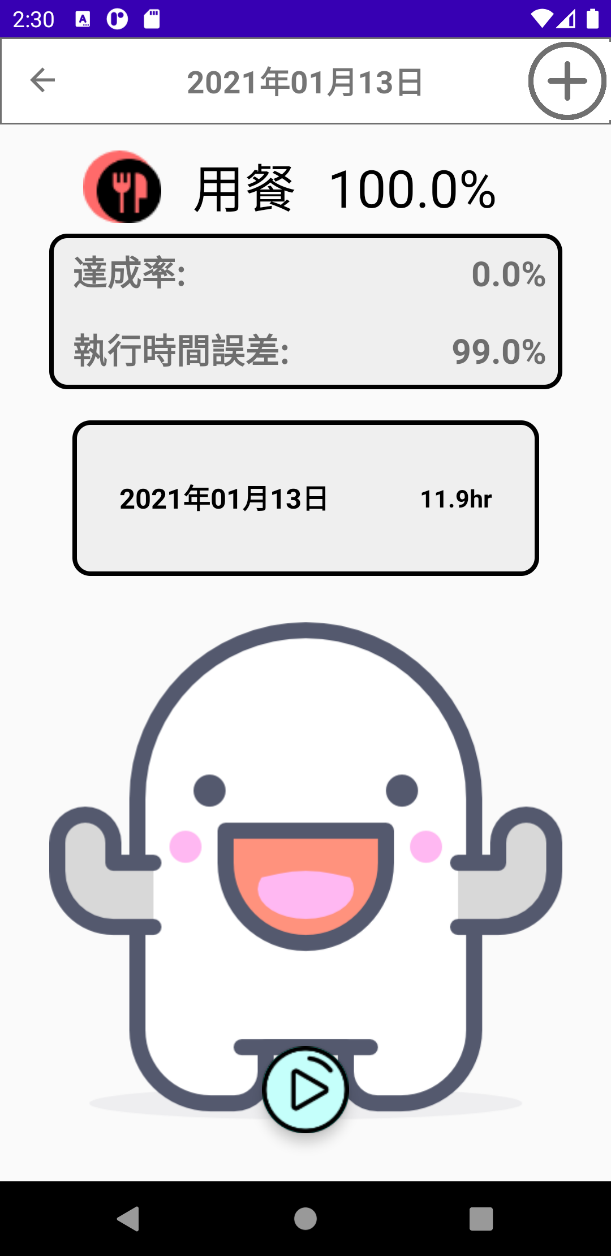 2:30
2021年01月13日
用餐 100.0%
達成率: 0.0%
執行時間誤差: 99.0%
2021年01月13日 11.9hr